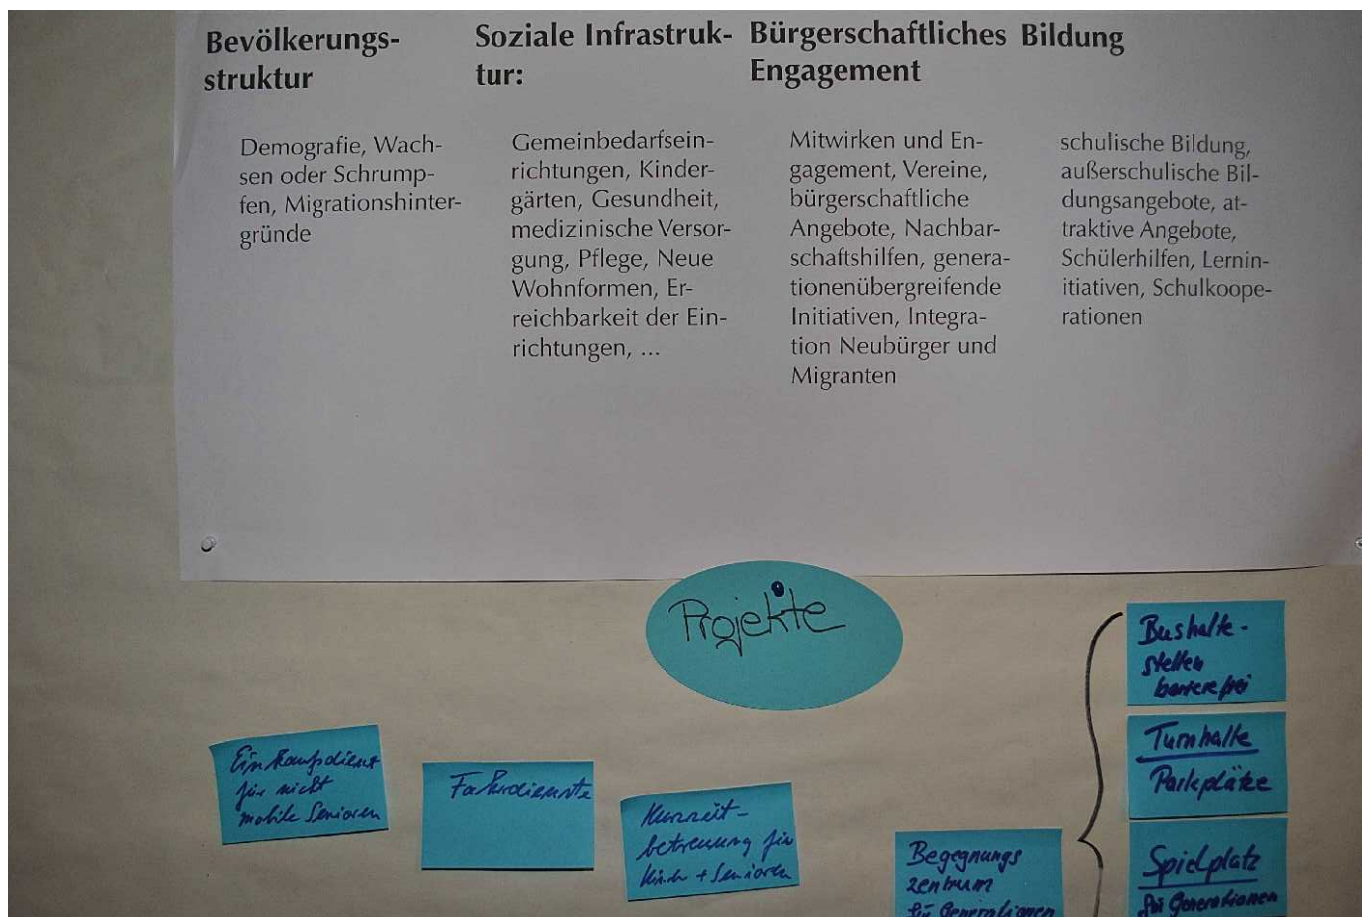 Bevölkerungs-
struktur
Demografie, Wach-
sen oder Schrump-
fen, Migrationshinter-
gründe
Soziale Infrastruk-
tur:
Gemeinbedarfsein-
richtungen, Kinder-
gärten, Gesundheit,
medizinische Versor-
gung, Pflege, Neue
Wohnformen, Er-
reichbarkeit der Ein-
richtungen, ...
Bürgerschaftliches
Engagement
Mitwirken und En-
gagement, Vereine,
bürgerschaftliche
Angebote, Nachbar-
schaftshilfen, genera-
tionenübergreifende
Initiativen, Integra-
tion Neubürger und
Migranten
Bildung
schulische Bildung,
außerschulische Bil-
dungsangebote, at-
traktive Angebote,
Schülerhilfen, Lernin-
itiativen, Schulkoope-
rationen
Projekte
Einkaufsdienst
für nicht
mobile Senioren
Fahrdienste
Kurzzeit-
betreuung für
Kinder + Senioren
Begegnungs
zentrum
für Generationen
Bushalte-
stellen
barrierefrei
Turnhalle
Parkplätze
Spielplatz
für Generationen